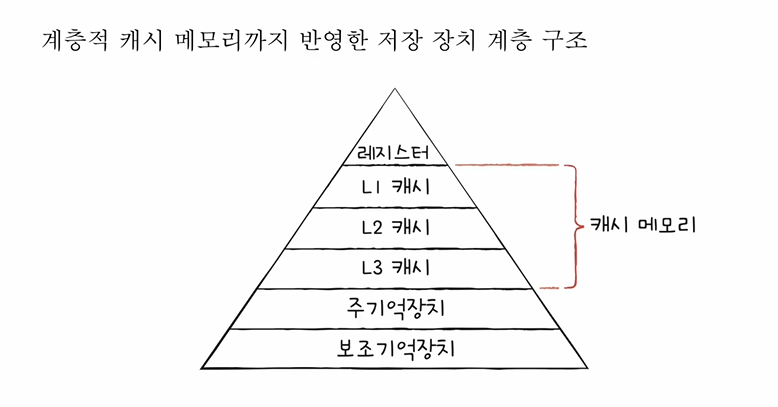 계층적 캐시 메모리까지 반영한 저장 장치 계층 구조
레지스터
L1 캐시
L2 캐시
캐시 메모리
L3 캐시
주기억장치
보조기억장치